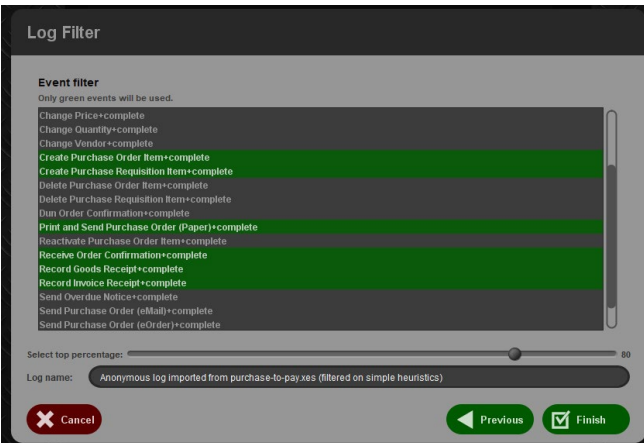 Log Filter
Event filter
Only green events will be used.
Change Price+complete
Change Quantity+complete
Change Vendor+complete
Create Purchase Order Item+complete
Create Purchase Requisition Item+complete
Delete Purchase Order Item+complete
Delete Purchase Requisition Item+complete
Dun Order Confirmation+complete
Print and Send Purchase Order (Paper)+complete
Reactivate Purchase Order Item+complete
Receive Order Confirmation+complete
Record Goods Receipt+complete
Record Invoice Receipt+complete
Send Overdue Notice+complete
Send Purchase Order (eMail)+complete
Send Purchase Order (eOrder)+complete
Select top percentage: 80
Log name: Anonymous log imported from purchase-to-pay.xes (filtered on simple heuristics)
Cancel Previous Finish